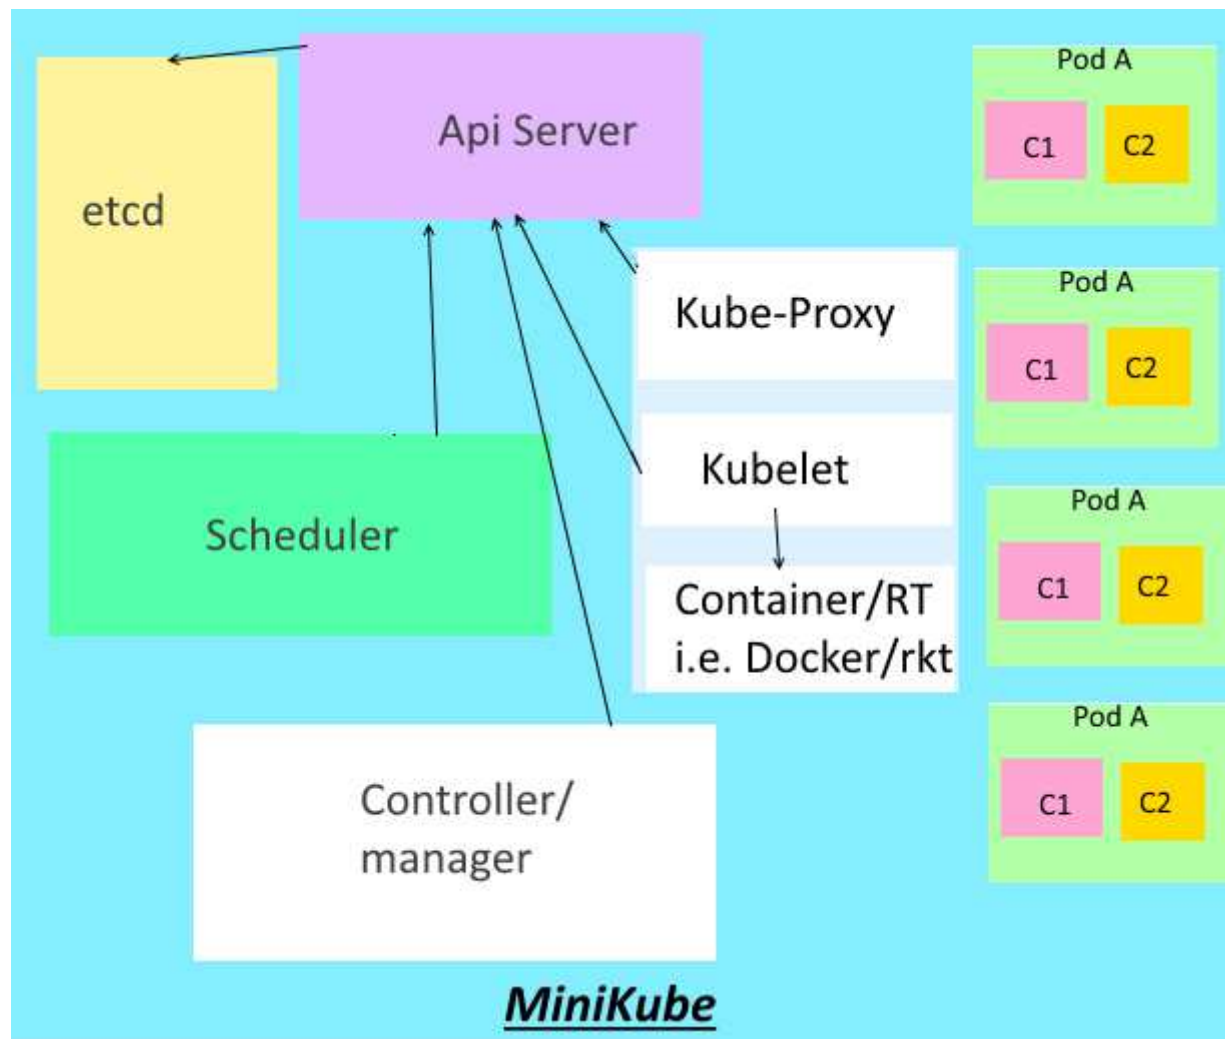 Api Server
etcd
Kube-Proxy
Kubelet
Container/RT
i.e. Docker/rkt
Scheduler
Controller/
manager
Pod A
C1 C2
Pod A
C1 C2
Pod A
C1 C2
Pod A
C1 C2
MiniKube